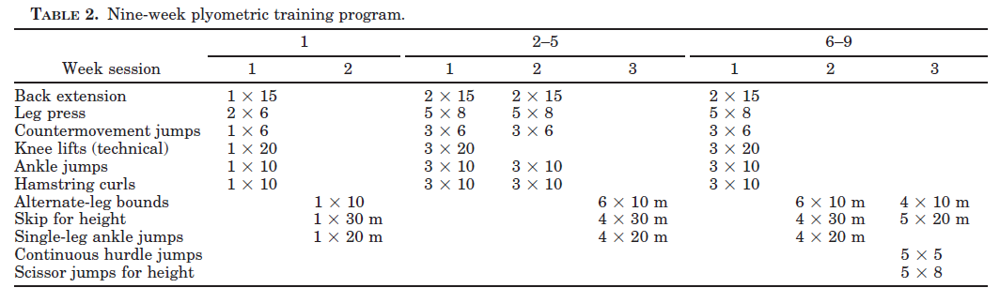 TABLE 2. Nine-week plyometric training program.
1 2–5 6–9
Week session 1 2 1 2 3 1 2 3
Back extension 1 × 15 2 × 15 2 × 15 2 × 15
Leg press 2 × 6 5 × 8 5 × 8 5 × 8
Countermovement jumps 1 × 6 3 × 6 3 × 6 3 × 6
Knee lifts (technical) 1 × 20 3 × 20 3 × 20
Ankle jumps 1 × 10 3 × 10 3 × 10 3 × 10
Hamstring curls 1 × 10 3 × 10 3 × 10 3 × 10
Alternate-leg bounds 1 × 10 6 × 10 m 6 × 10 m 4 × 10 m
Skip for height 1 × 30 m 4 × 30 m 4 × 30 m 5 × 20 m
Single-leg ankle jumps 1 × 20 m 4 × 20 m 4 × 20 m
Continuous hurdle jumps 5 × 5
Scissor jumps for height 5 × 8